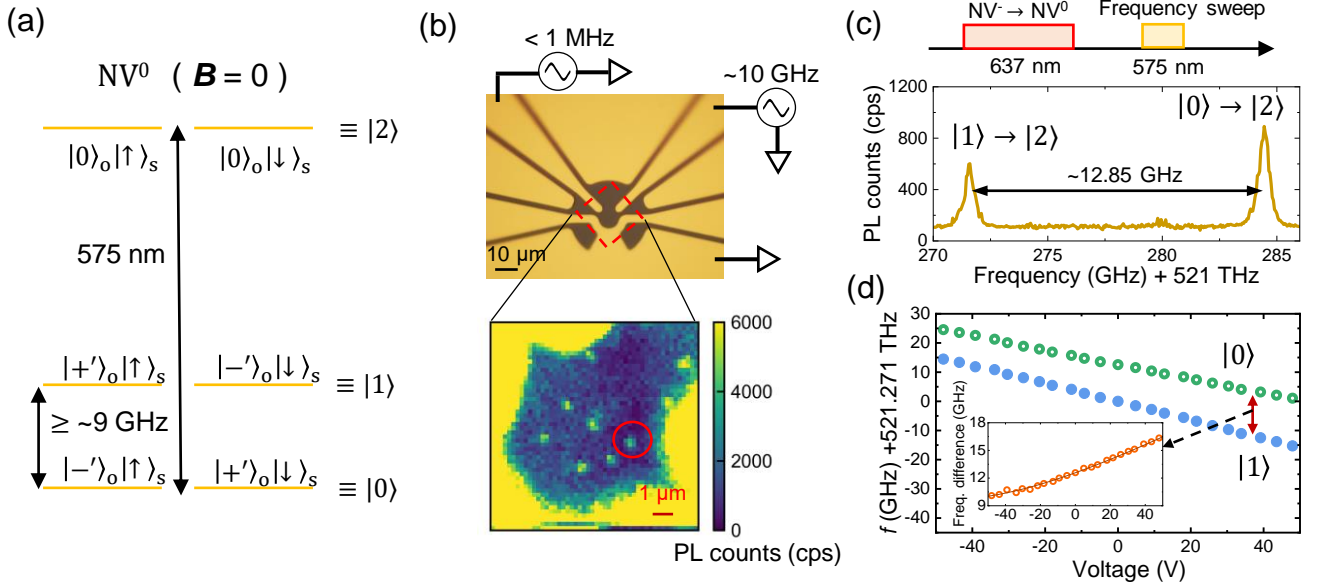 (a)
NV⁰ ( B = 0 )
|0⟩ₒ|↑⟩ₛ |0⟩ₒ|↓⟩ₛ ≡ |2⟩
575 nm
|+′⟩ₒ|↑⟩ₛ |−′⟩ₒ|↓⟩ₛ ≡ |1⟩
≥ ~9 GHz
|−′⟩ₒ|↑⟩ₛ |+′⟩ₒ|↓⟩ₛ ≡ |0⟩
(b)
< 1 MHz
~10 GHz
10 μm
1 μm
6000
4000
2000
0
PL counts (cps)
(c)
NV⁻ → NV⁰ Frequency sweep
637 nm 575 nm
PL counts (cps)
1200
800
400
0
|1⟩ → |2⟩
|0⟩ → |2⟩
~12.85 GHz
270 275 280 285
Frequency (GHz) + 521 THz
(d)
f (GHz) +521.271 THz
30
20
10
0
-10
-20
-40
|0⟩
|1⟩
Freq. difference (GHz)
18
15
12
9
-40 -20 0 20 40
-40 -20 0 20 40
Voltage (V)